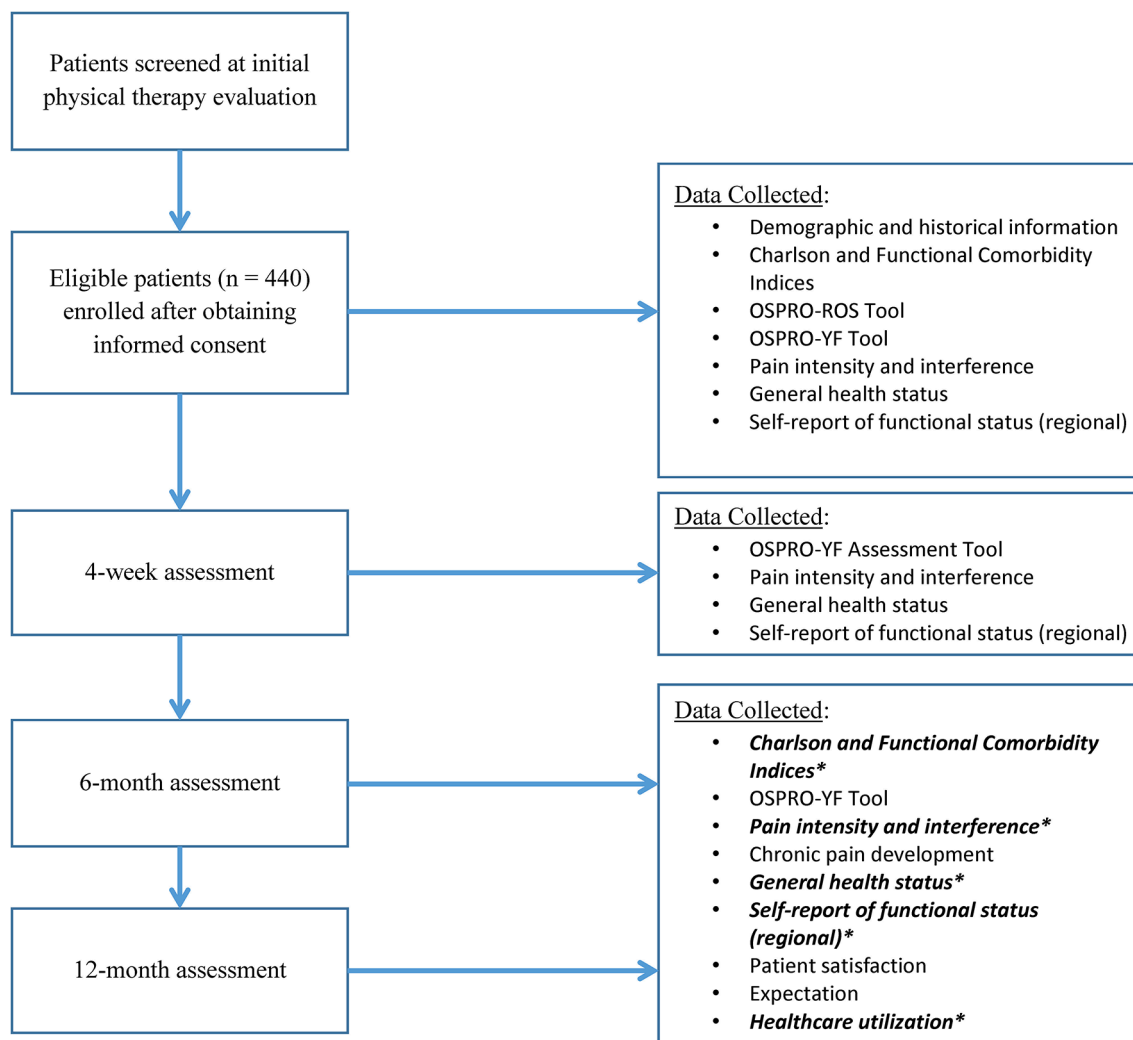 Patients screened at initial
physical therapy evaluation
Eligible patients (n = 440)
enrolled after obtaining
informed consent
Data Collected:
• Demographic and historical information
• Charlson and Functional Comorbidity
Indices
• OSPRO-ROS Tool
• OSPRO-YF Tool
• Pain intensity and interference
• General health status
• Self-report of functional status (regional)
4-week assessment
Data Collected:
• OSPRO-YF Assessment Tool
• Pain intensity and interference
• General health status
• Self-report of functional status (regional)
6-month assessment
12-month assessment
Data Collected:
• Charlson and Functional Comorbidity
Indices*
• OSPRO-YF Tool
• Pain intensity and interference*
• Chronic pain development
• General health status*
• Self-report of functional status
(regional)*
• Patient satisfaction
• Expectation
• Healthcare utilization*